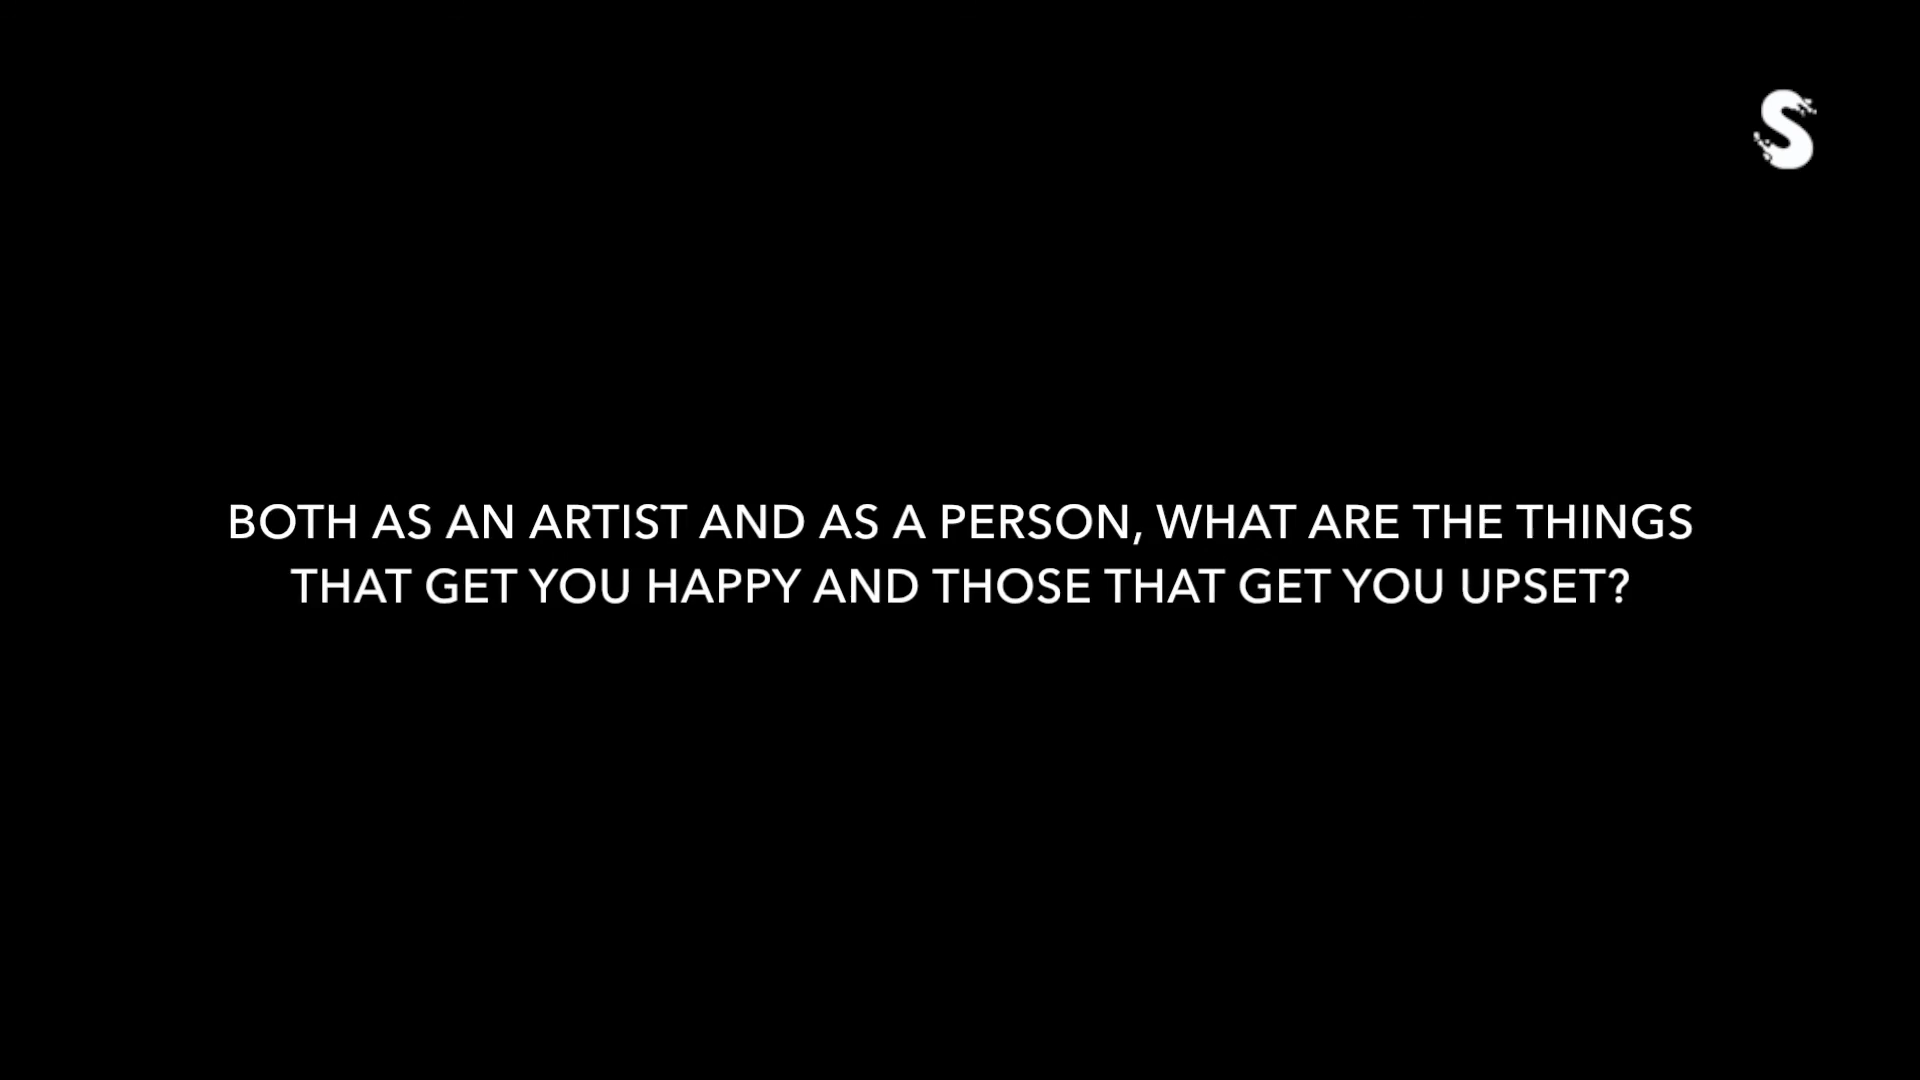 S
BOTH AS AN ARTIST AND AS A PERSON, WHAT ARE THE THINGS
THAT GET YOU HAPPY AND THOSE THAT GET YOU UPSET?